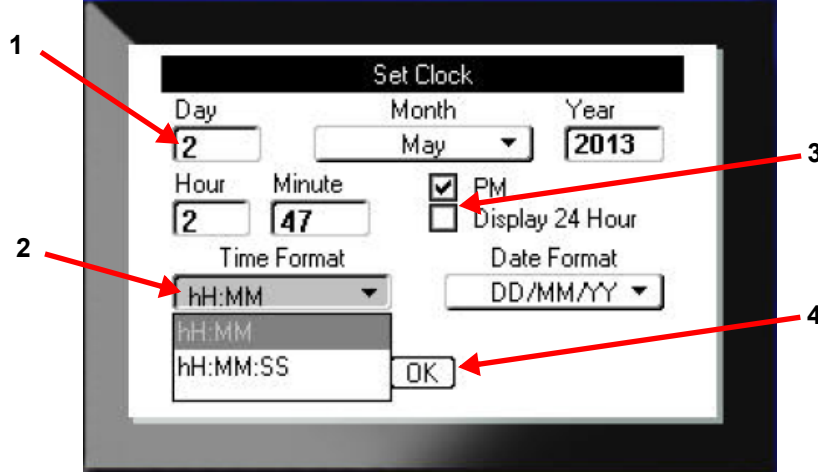 1
Set Clock
Day Month Year
2 May 2013
3
Hour Minute PM
2 47 Display 24 Hour
2
Time Format Date Format
hH:MM DD/MM/YY
4
hH:MM
hH:MM:SS
OK